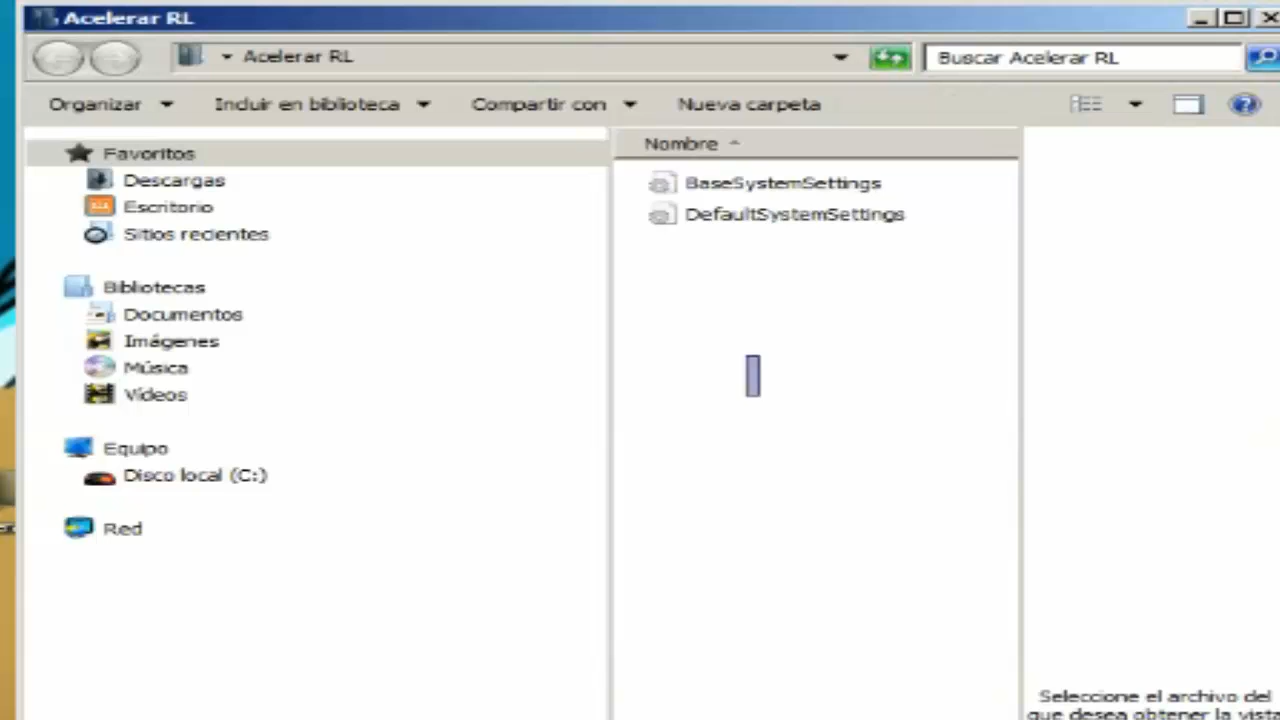 Acelerar RL
Acelerar RL
Buscar Acelerar RL
Organizar Incluir en biblioteca Compartir con Nueva carpeta
Favoritos
Descargas
Escritorio
Sitios recientes
Bibliotecas
Documentos
Imágenes
Música
Vídeos
Equipo
Disco local (C:)
Red
Nombre
BaseSystemSettings
DefaultSystemSettings
Seleccione el archivo del
que desea obtener la vista